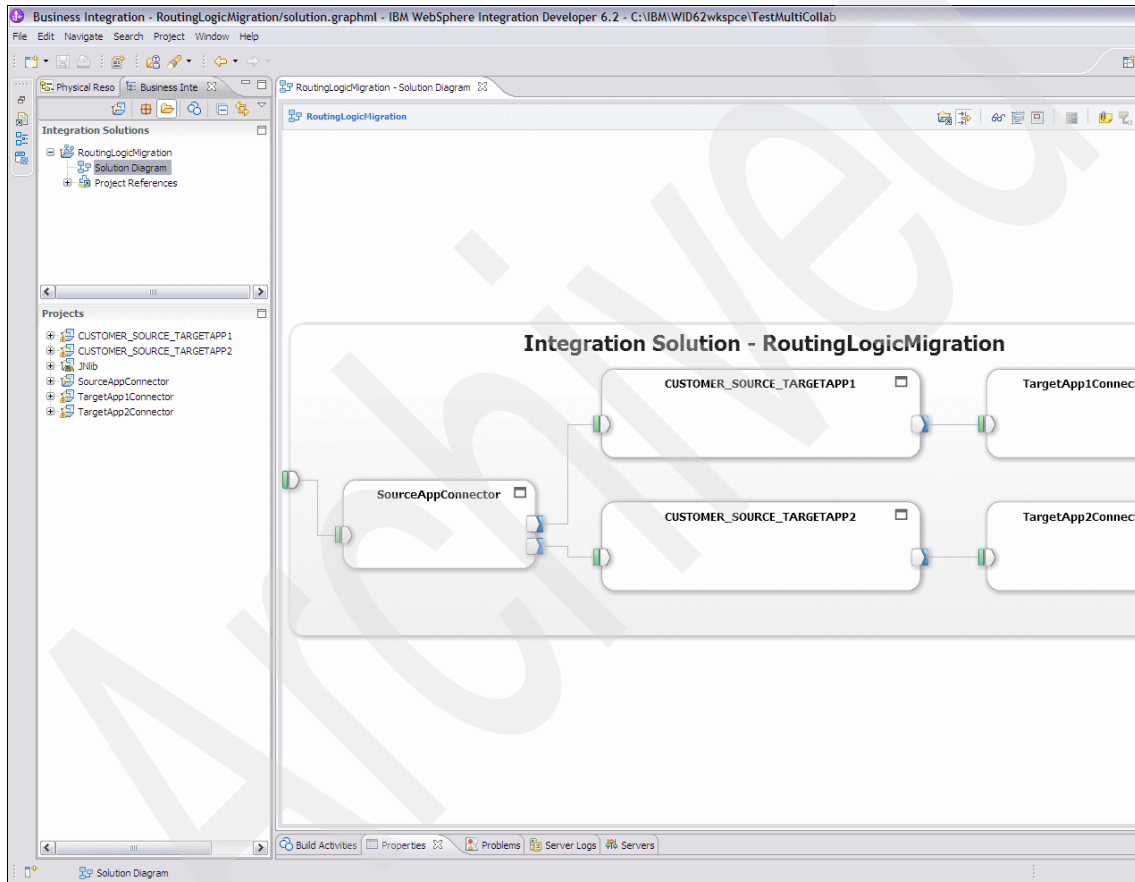 Business Integration - RoutingLogicMigration/solution.graphml - IBM WebSphere Integration Developer 6.2 - C:\IBM\WID62wkspce\TestMultiCollab
File Edit Navigate Search Project Window Help
Physical Reso Business Inte
RoutingLogicMigration - Solution Diagram
RoutingLogicMigration
Integration Solutions
RoutingLogicMigration
Solution Diagram
Project References
Projects
CUSTOMER_SOURCE_TARGETAPP1
CUSTOMER_SOURCE_TARGETAPP2
JNlib
SourceAppConnector
TargetApp1Connector
TargetApp2Connector
Integration Solution - RoutingLogicMigration
CUSTOMER_SOURCE_TARGETAPP1
TargetApp1Connect
SourceAppConnector
CUSTOMER_SOURCE_TARGETAPP2
TargetApp2Connect
Build Activities Properties Problems Server Logs Servers
Solution Diagram
Archived